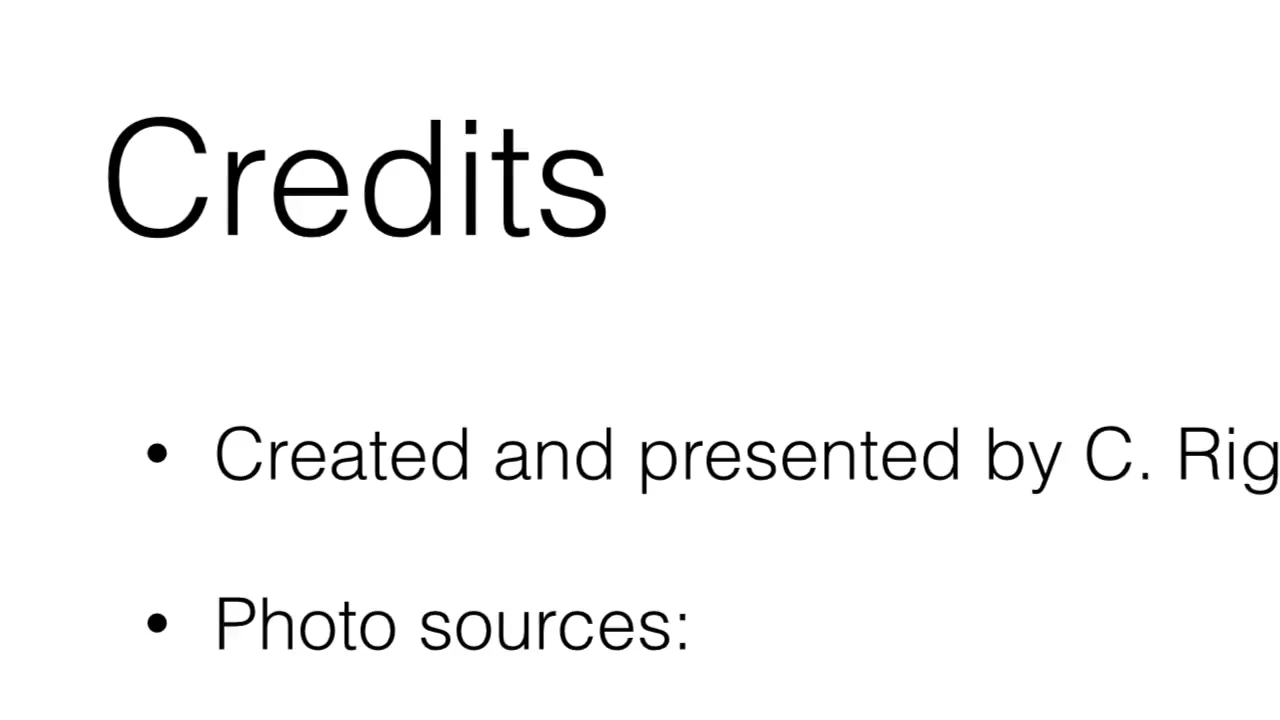 Credits
• Created and presented by C. Rig
• Photo sources: